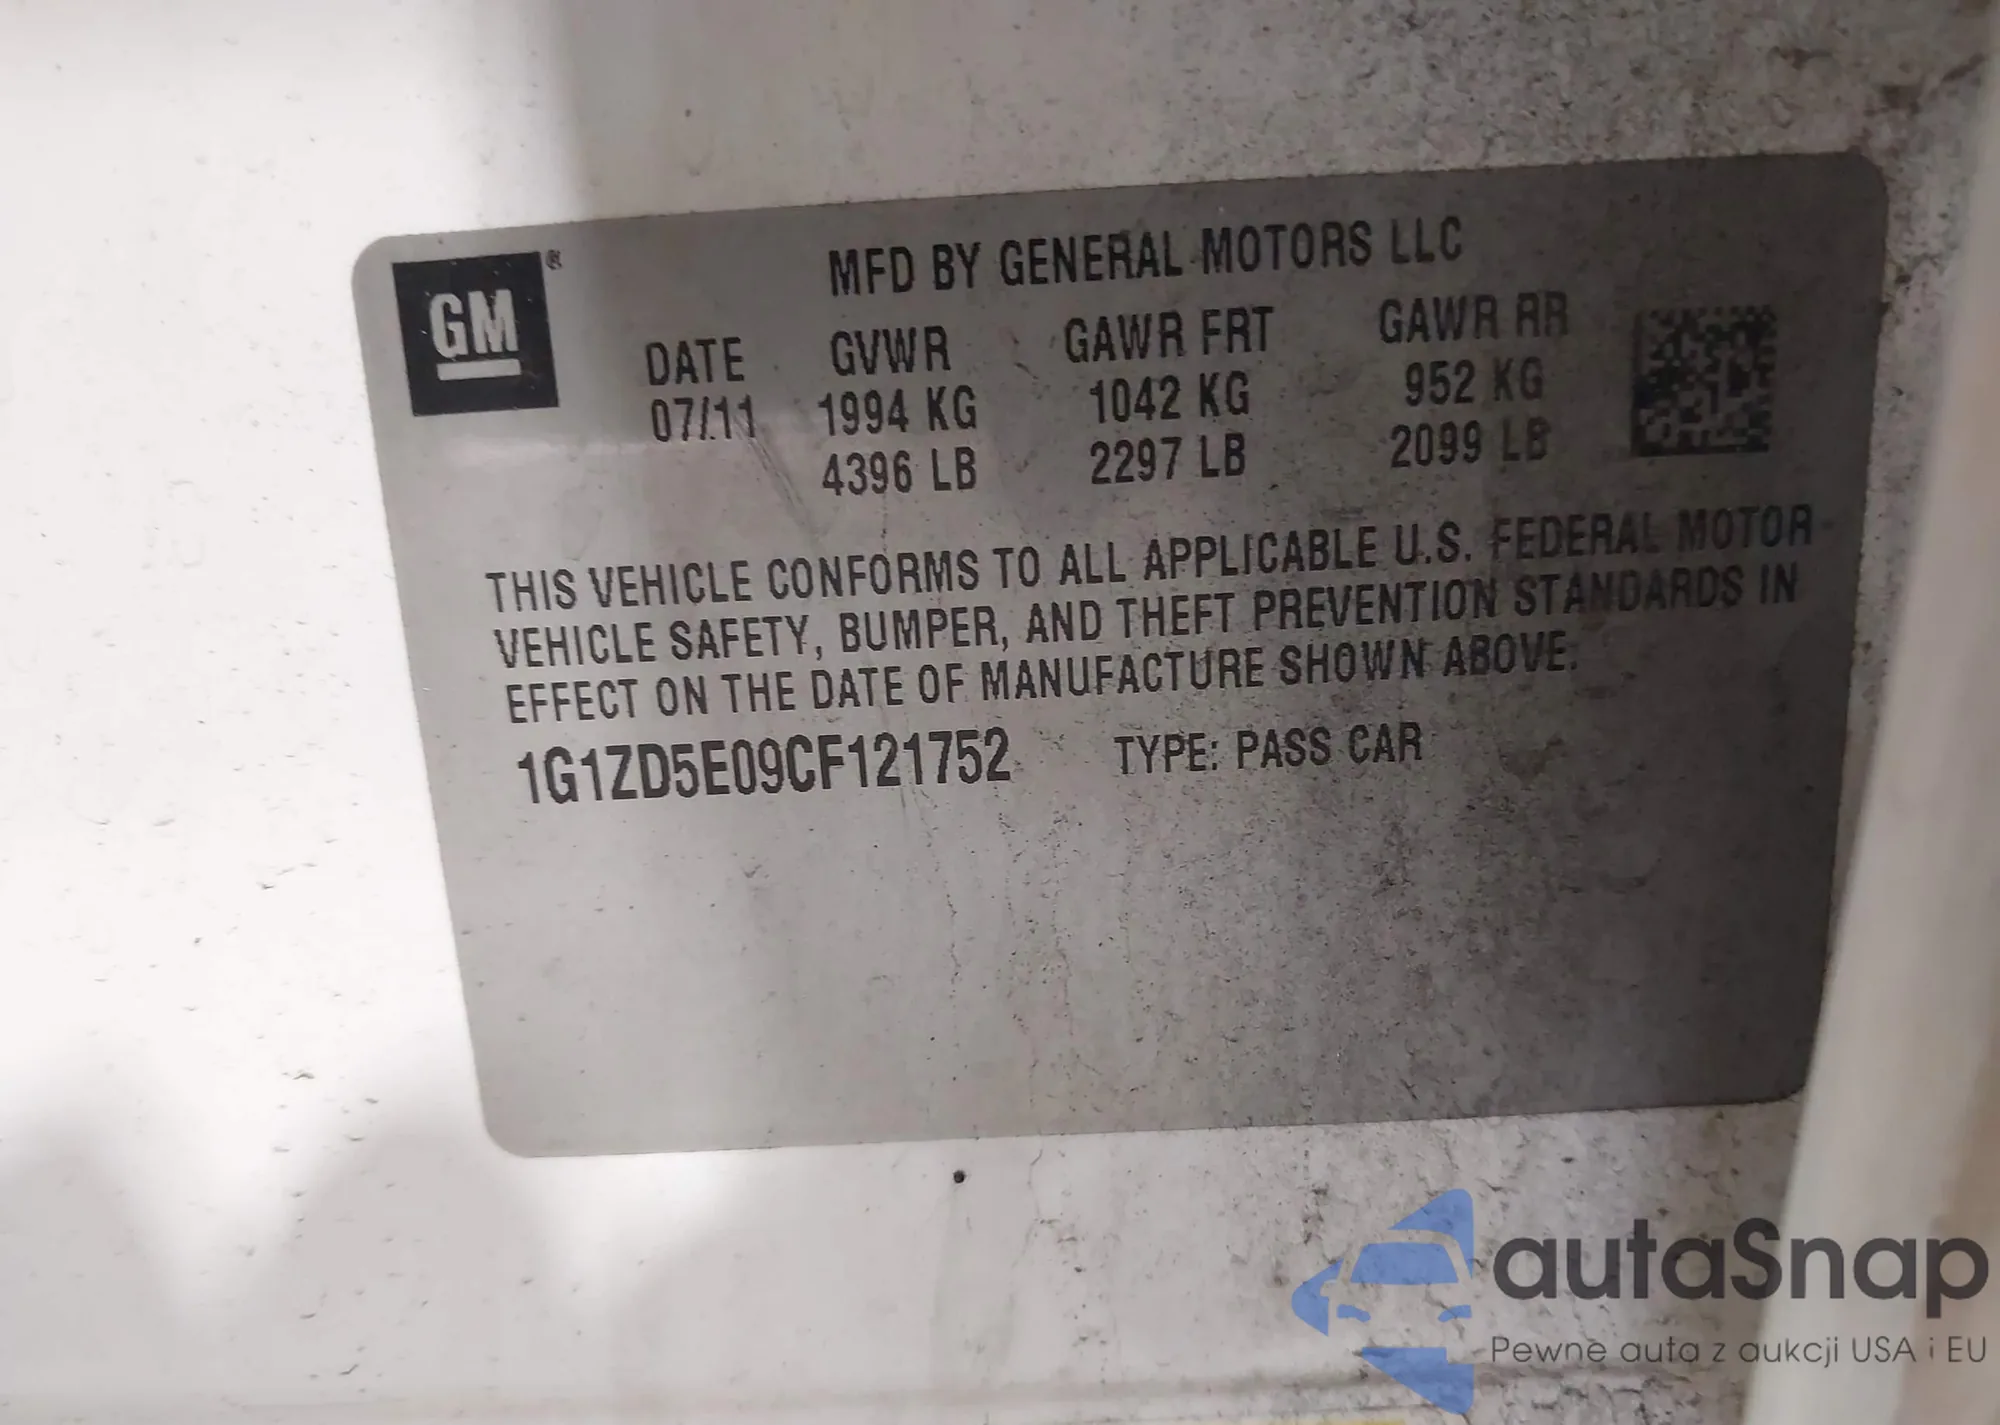 GM ®
MFD BY GENERAL MOTORS LLC
DATE GVWR GAWR FRT GAWR RR
07/11 1994 KG 1042 KG 952 KG
4396 LB 2297 LB 2099 LB
THIS VEHICLE CONFORMS TO ALL APPLICABLE U.S. FEDERAL MOTOR
VEHICLE SAFETY, BUMPER, AND THEFT PREVENTION STANDARDS IN
EFFECT ON THE DATE OF MANUFACTURE SHOWN ABOVE.
1G1ZD5E09CF121752 TYPE: PASS CAR
autaSnap
Pewne auta z aukcji USA i EU